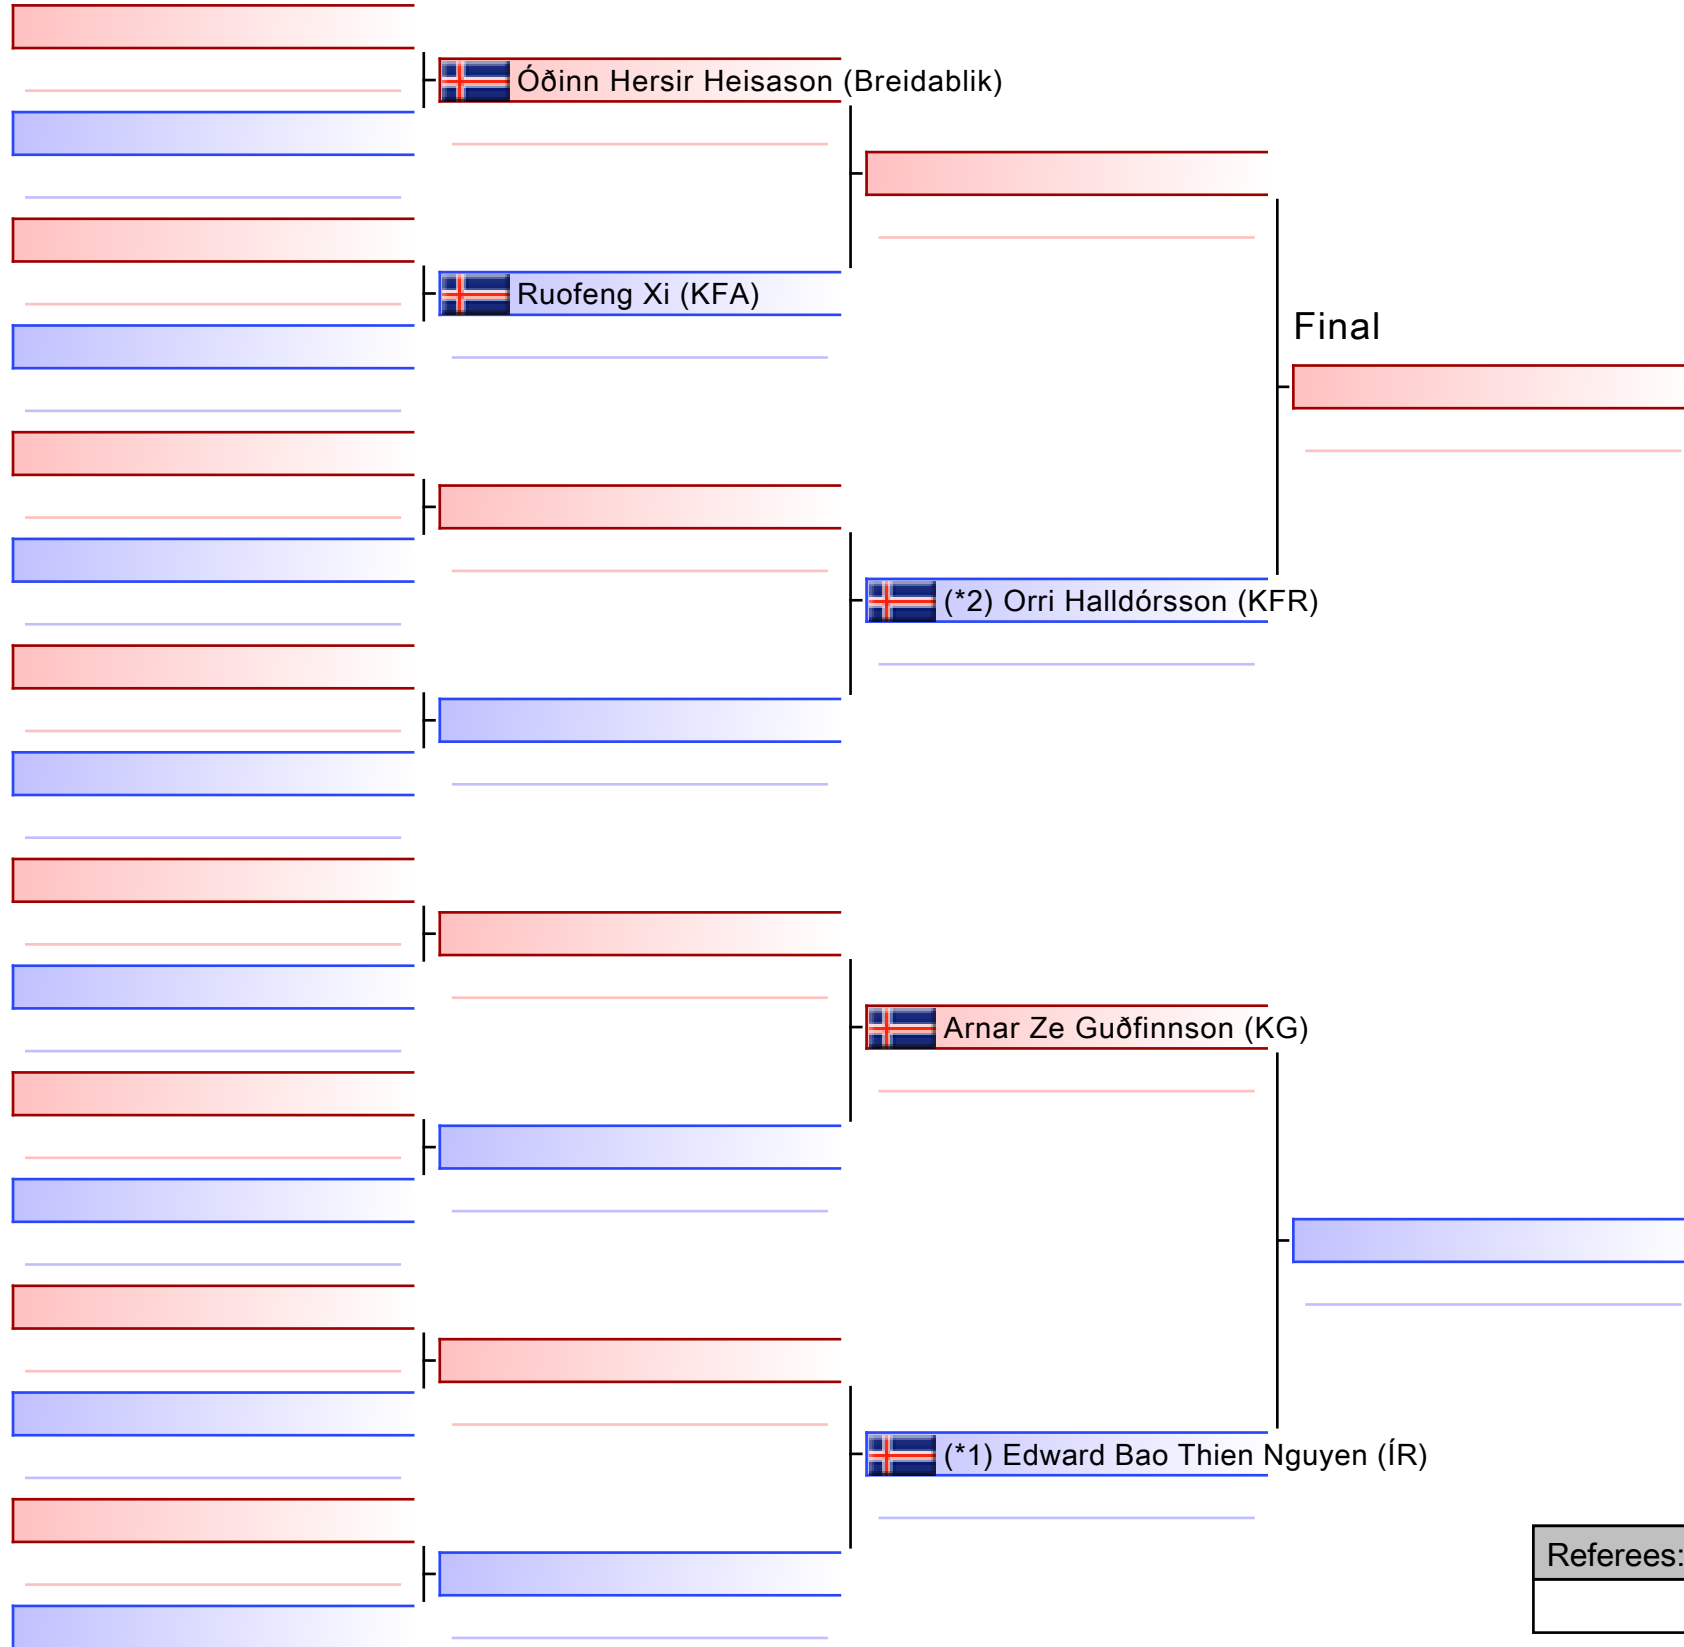 Óðinn Hersir Heisason (Breidablik)
Ruofeng Xi (KFA)
Final
(*2) Orri Halldórsson (KFR)
Arnar Ze Guðfinnson (KG)
(*1) Edward Bao Thien Nguyen (ÍR)
Referees: